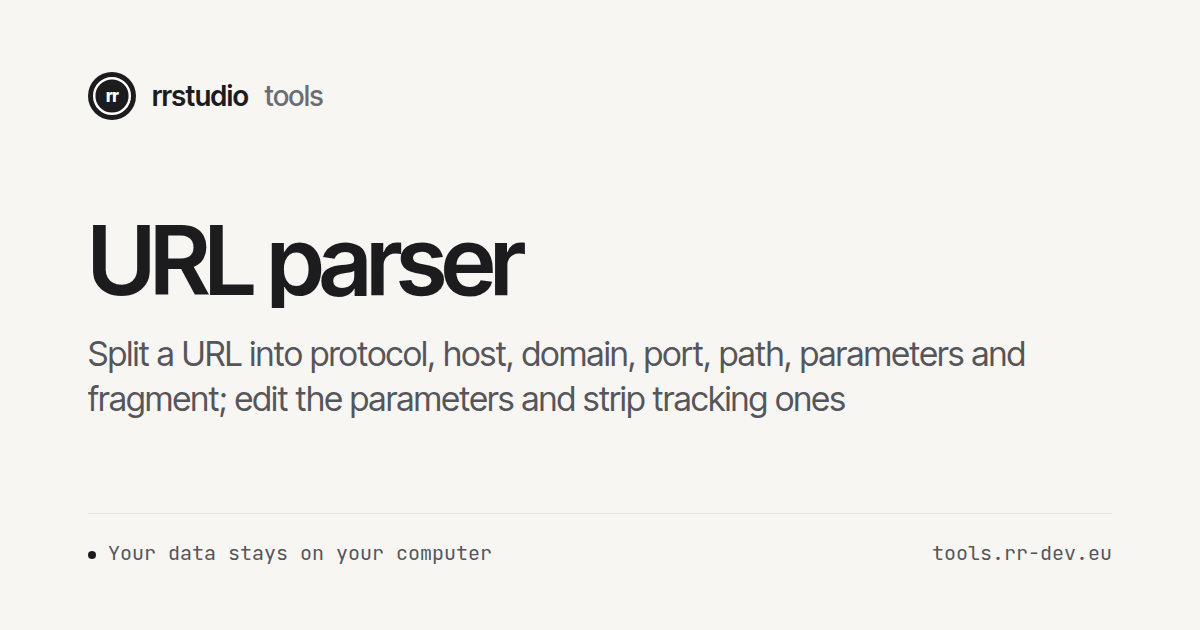 rr rrstudio tools
URL parser
Split a URL into protocol, host, domain, port, path, parameters and
fragment; edit the parameters and strip tracking ones
Your data stays on your computer
tools.rr-dev.eu